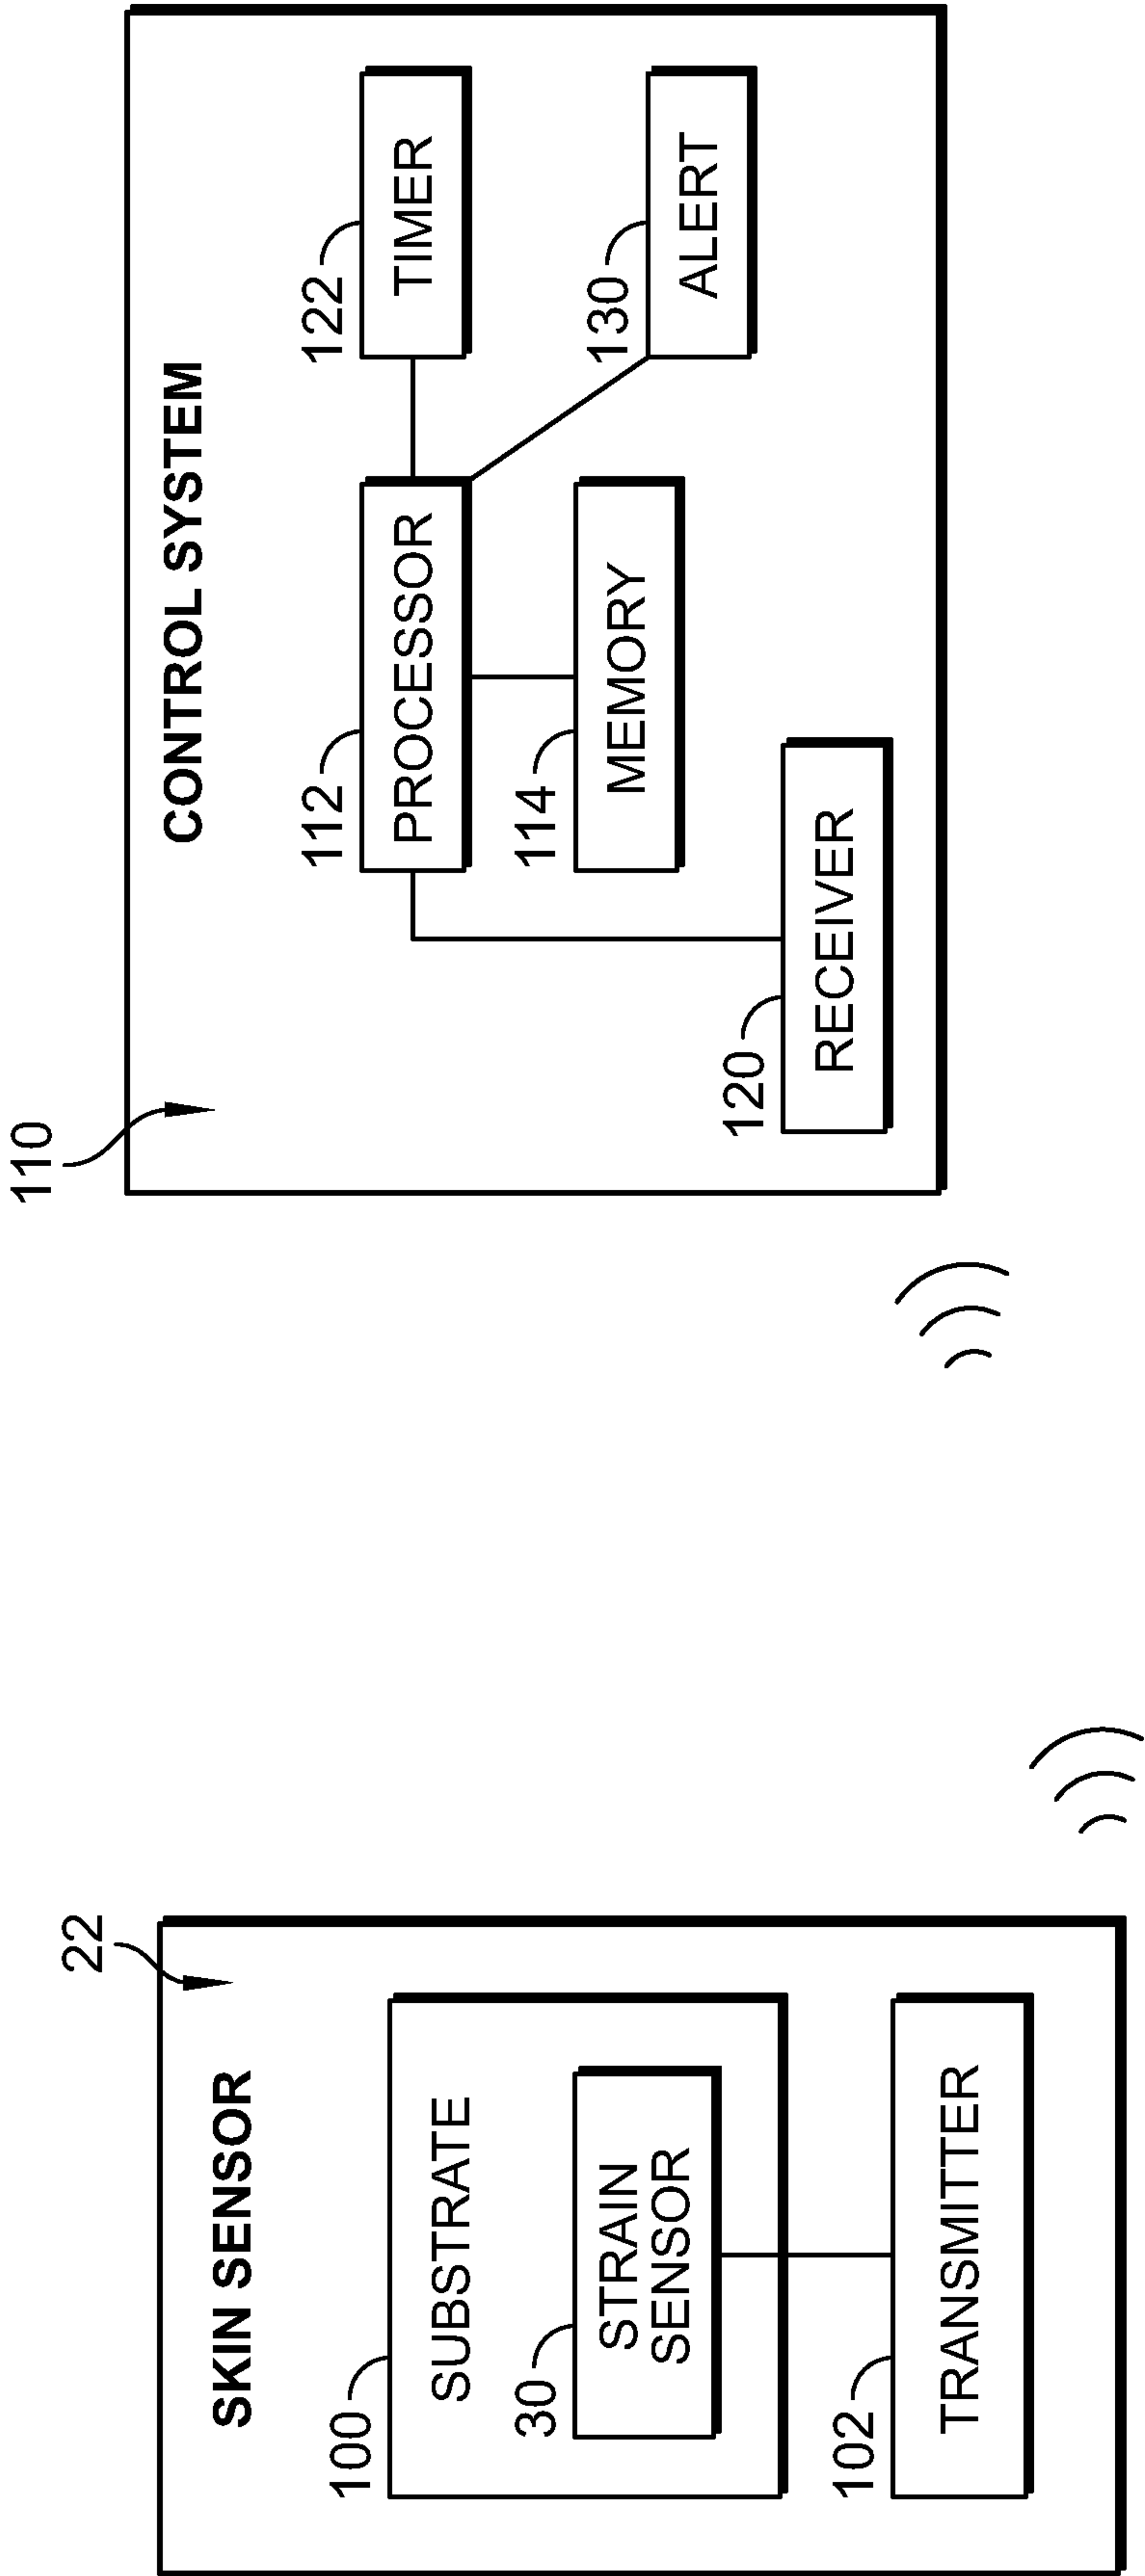 SKIN SENSOR
22
100
SUBSTRATE
30
STRAIN
SENSOR
102
TRANSMITTER
110
CONTROL SYSTEM
112
PROCESSOR
122
TIMER
114
MEMORY
130
ALERT
120
RECEIVER